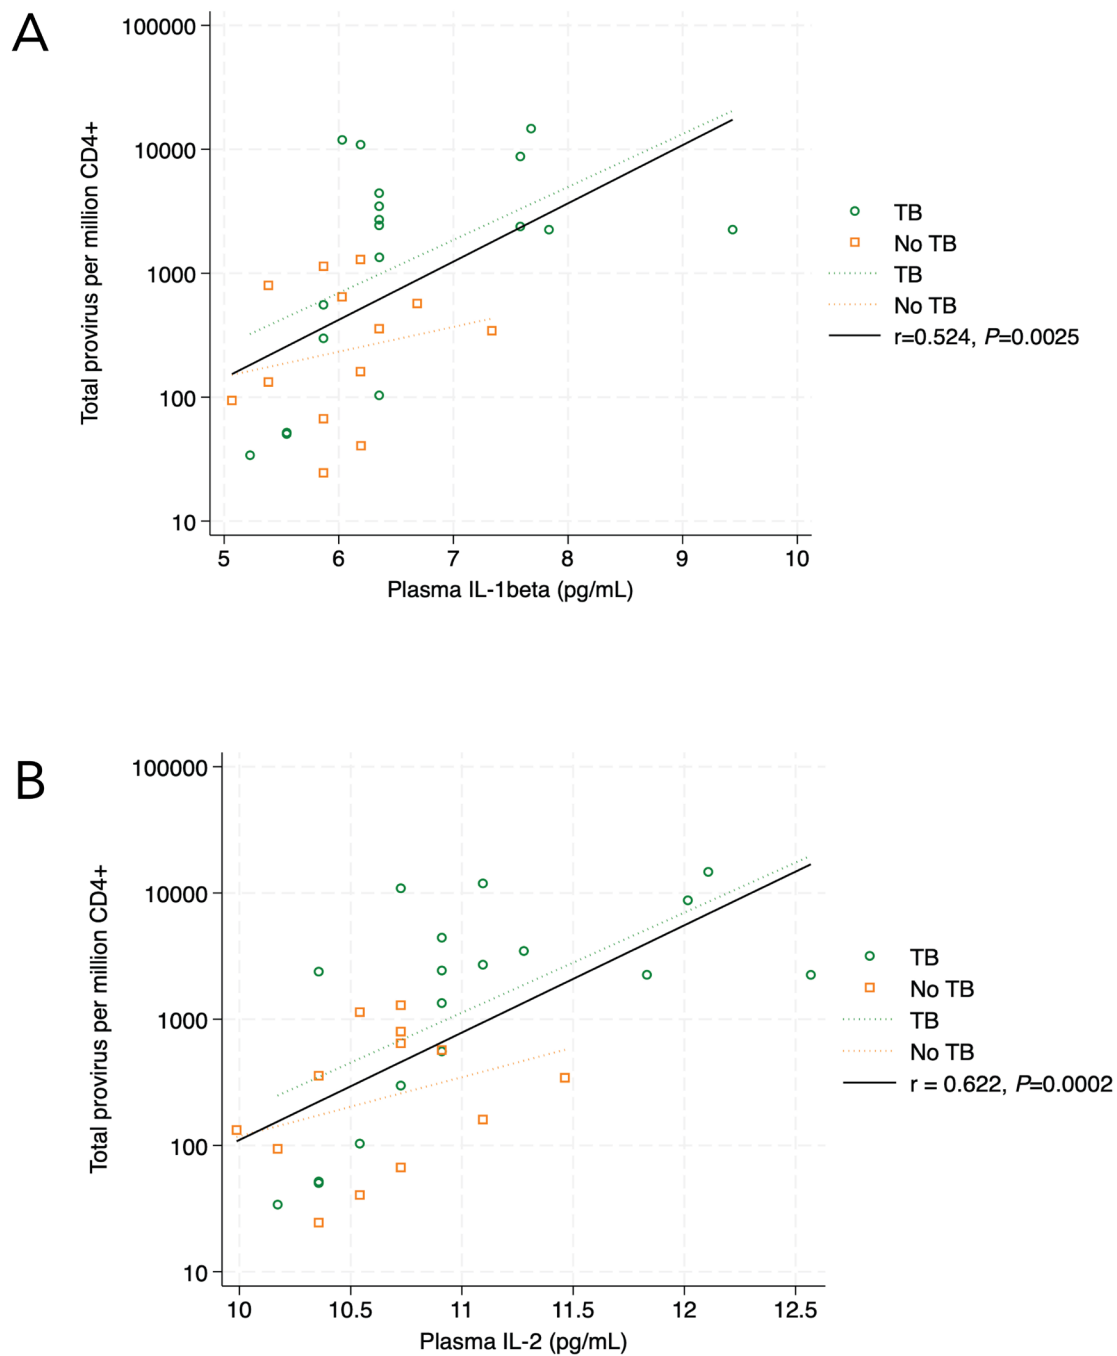 A
100000
10000
1000
100
10
Total provirus per million CD4+
5 6 7 8 9 10
Plasma IL-1beta (pg/mL)
TB
No TB
TB
No TB
r=0.524, P=0.0025
B
100000
10000
1000
100
10
Total provirus per million CD4+
10 10.5 11 11.5 12 12.5
Plasma IL-2 (pg/mL)
TB
No TB
TB
No TB
r = 0.622, P=0.0002